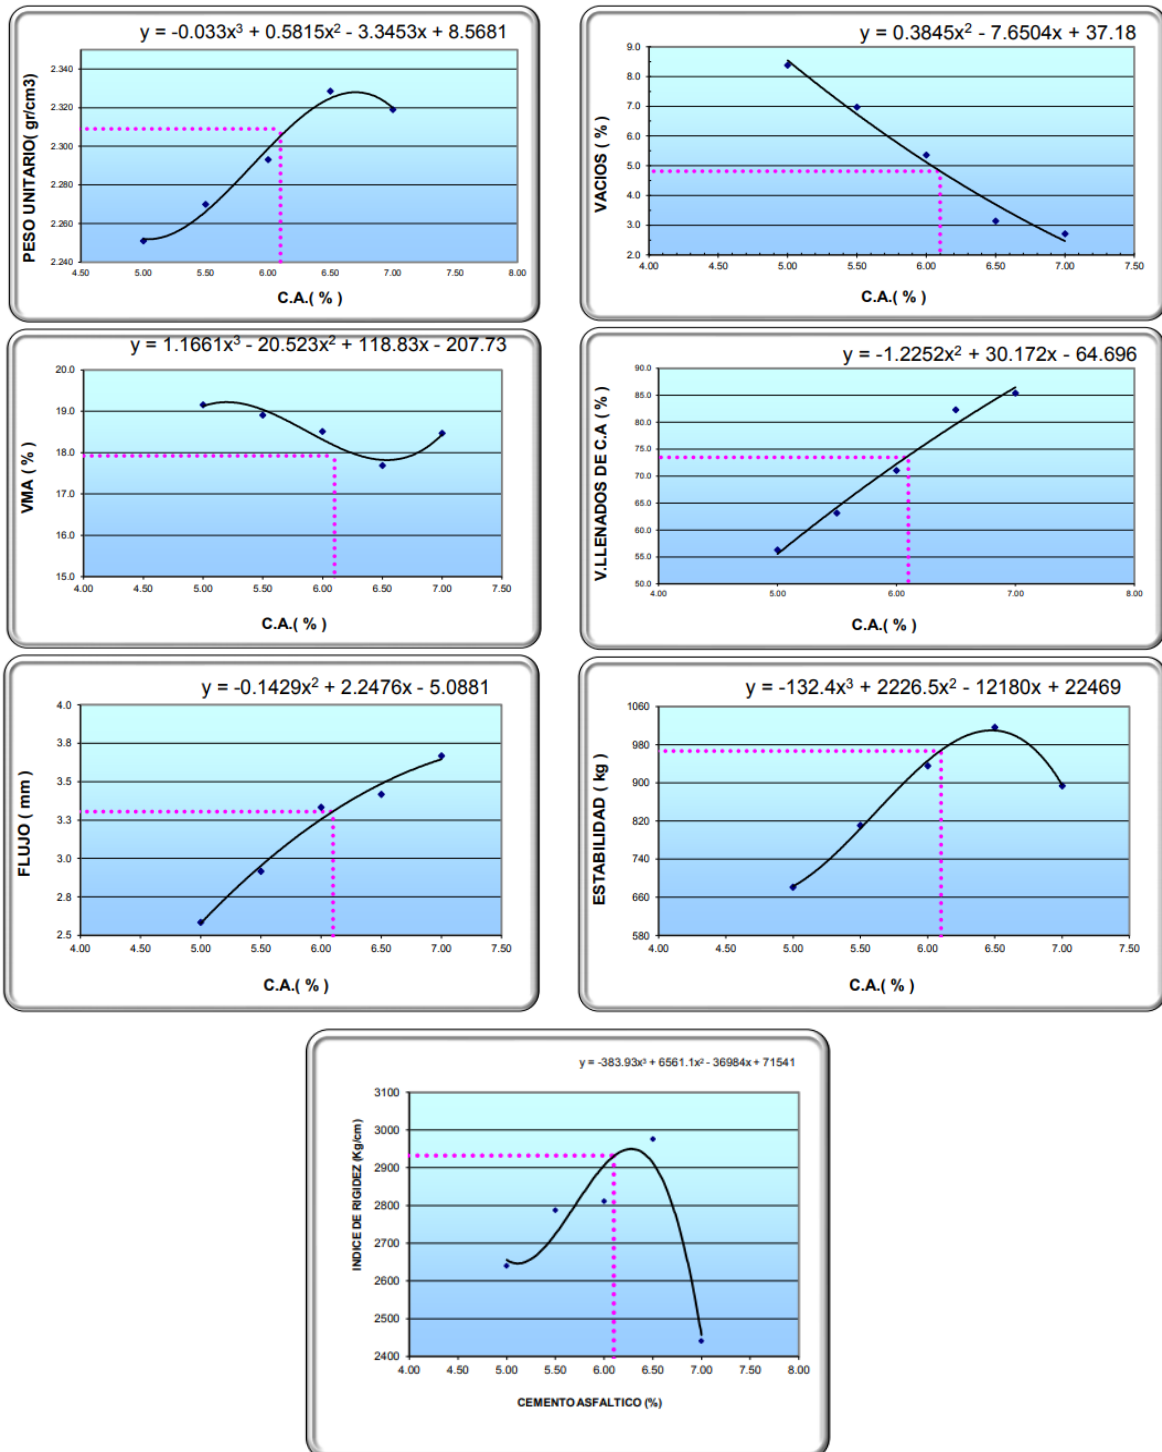 y = -0.033x³ + 0.5815x² - 3.3453x + 8.5681
PESO UNITARIO( gr/cm3)
2.340
2.320
2.300
2.280
2.260
2.240
4.50 5.00 5.50 6.00 6.50 7.00 7.50 8.00
C.A.( % )
y = 0.3845x² - 7.6504x + 37.18
VACIOS ( % )
9.0
8.0
7.0
6.0
5.0
4.0
3.0
2.0
4.00 4.50 5.00 5.50 6.00 6.50 7.00 7.50
C.A.( % )
y = 1.1661x³ - 20.523x² + 118.83x - 207.73
VMA ( % )
20.0
19.0
18.0
17.0
16.0
15.0
4.00 4.50 5.00 5.50 6.00 6.50 7.00 7.50
C.A.( % )
y = -1.2252x² + 30.172x - 64.696
V.LLENADOS DE C.A ( % )
90.0
85.0
80.0
75.0
70.0
65.0
60.0
55.0
50.0
4.00 5.00 6.00 7.00 8.00
C.A.( % )
y = -0.1429x² + 2.2476x - 5.0881
FLUJO ( mm )
4.0
3.8
3.5
3.3
3.0
2.8
2.5
4.00 4.50 5.00 5.50 6.00 6.50 7.00 7.50
C.A.( % )
y = -132.4x³ + 2226.5x² - 12180x + 22469
ESTABILIDAD ( kg )
1060
980
900
820
740
660
580
4.00 4.50 5.00 5.50 6.00 6.50 7.00 7.50
C.A.( % )
y = -383.93x³ + 6561.1x² - 36984x + 71541
INDICE DE RIGIDEZ (Kg/cm)
3100
3000
2900
2800
2700
2600
2500
2400
4.00 4.50 5.00 5.50 6.00 6.50 7.00 7.50 8.00
CEMENTO ASFALTICO (%)